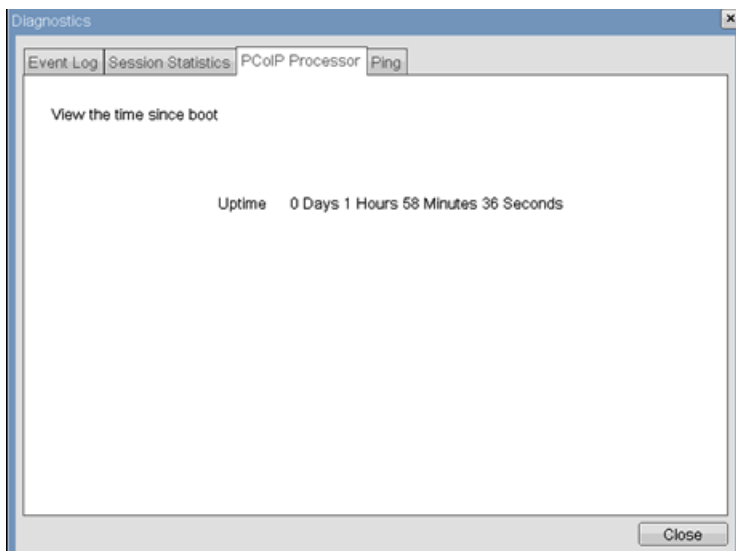 Diagnostics
Event Log Session Statistics PCoIP Processor Ping
View the time since boot
Uptime 0 Days 1 Hours 58 Minutes 36 Seconds
Close